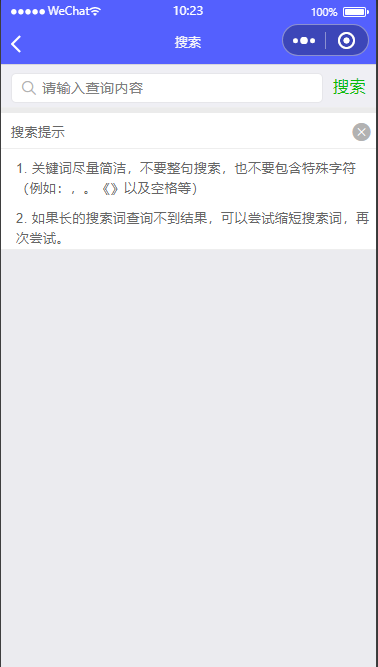 WeChat 10:23 100%
搜索
请输入查询内容 搜索
搜索提示
1. 关键词尽量简洁，不要整句搜索，也不要包含特殊字符
（例如：，。《》以及空格等）
2. 如果长的搜索词查询不到结果，可以尝试缩短搜索词，再
次尝试。